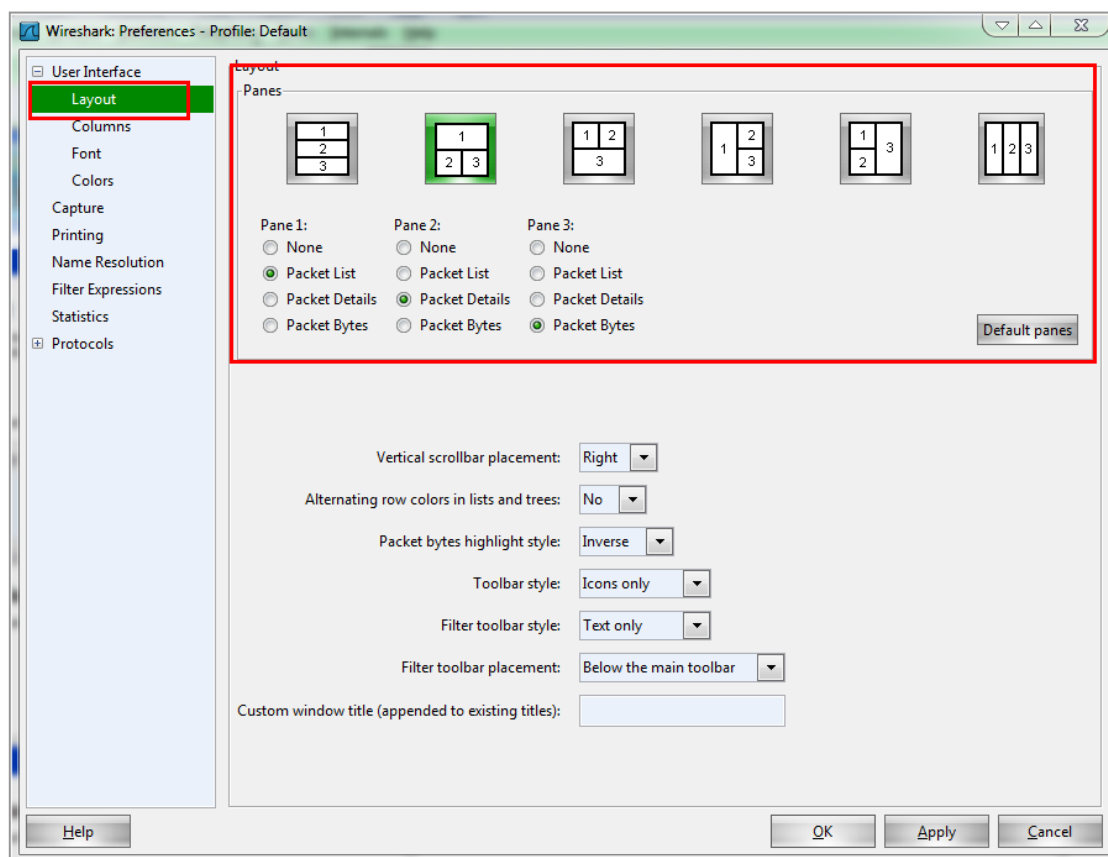 Wireshark: Preferences - Profile: Default
User Interface
Layout
Columns
Font
Colors
Capture
Printing
Name Resolution
Filter Expressions
Statistics
Protocols
Layout
Panes
1
2
3
1
2 3
1 2
3
1 2
3
1 3
2
1 2 3
Pane 1: Pane 2: Pane 3:
None None None
Packet List Packet List Packet List
Packet Details Packet Details Packet Details
Packet Bytes Packet Bytes Packet Bytes
Default panes
Vertical scrollbar placement: Right
Alternating row colors in lists and trees: No
Packet bytes highlight style: Inverse
Toolbar style: Icons only
Filter toolbar style: Text only
Filter toolbar placement: Below the main toolbar
Custom window title (appended to existing titles):
Help OK Apply Cancel